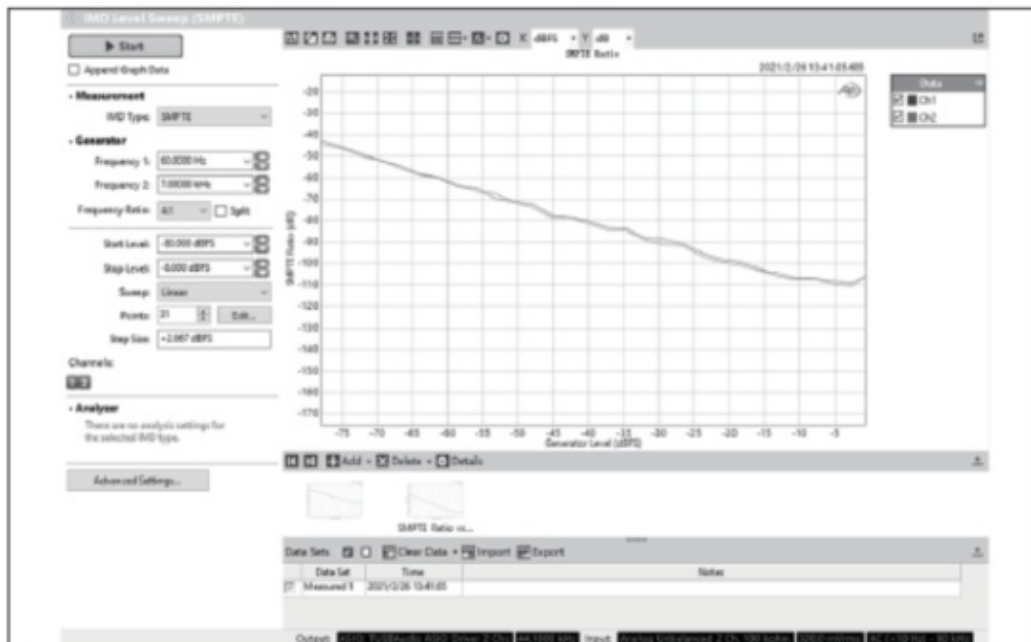 IMD Level Sweep (SMPTE)
Start
Append Graph Data
Measurement
IMD Type: SMPTE
Generator
Frequency 1: 60.0000 Hz
Frequency 2: 7.00000 kHz
Frequency Ratio: 4:1 Split
Start Level: -80.000 dBFS
Stop Level: -0.000 dBFS
Sweep: Linear
Points: 31 Edit...
Step Size: +2.667 dBFS
Channels:
1 2
Analyzer
There are no analysis settings for
the selected IMD type.
Advanced Settings...
X dBFS Y dB
SMPTE Ratio
2021/2/26 13:41:05.485
Data
Ch1
Ch2
-20
-30
-40
-50
-60
-70
-80
-90
-100
-110
-120
-130
-140
-150
-160
-170
SMPTE Ratio (dB)
-75 -70 -65 -60 -55 -50 -45 -40 -35 -30 -25 -20 -15 -10 -5
Generator Level (dBFS)
Add Delete Details
SMPTE Ratio vs...
Data Sets: Clear Data Import Export
Data Set Time Notes
Measured 1 2021/2/26 13:41:05
Output: 44.1000 kHz Input: